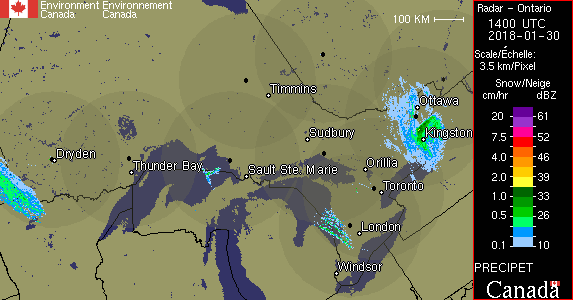 Environment Environnement
Canada Canada
100 KM
Timmins
Ottawa
Sudbury
Kingston
Dryden
Thunder Bay
Sault Ste. Marie
Orillia
Toronto
London
Windsor
Radar - Ontario
1400 UTC
2018-01-30
Scale/Échelle:
3.5 km/Pixel
Snow/Neige
cm/hr dBZ
20 61
7.5 52
4.0 46
2.0 39
1.0 33
0.5 26
0.1 10
PRECIPET
Canada